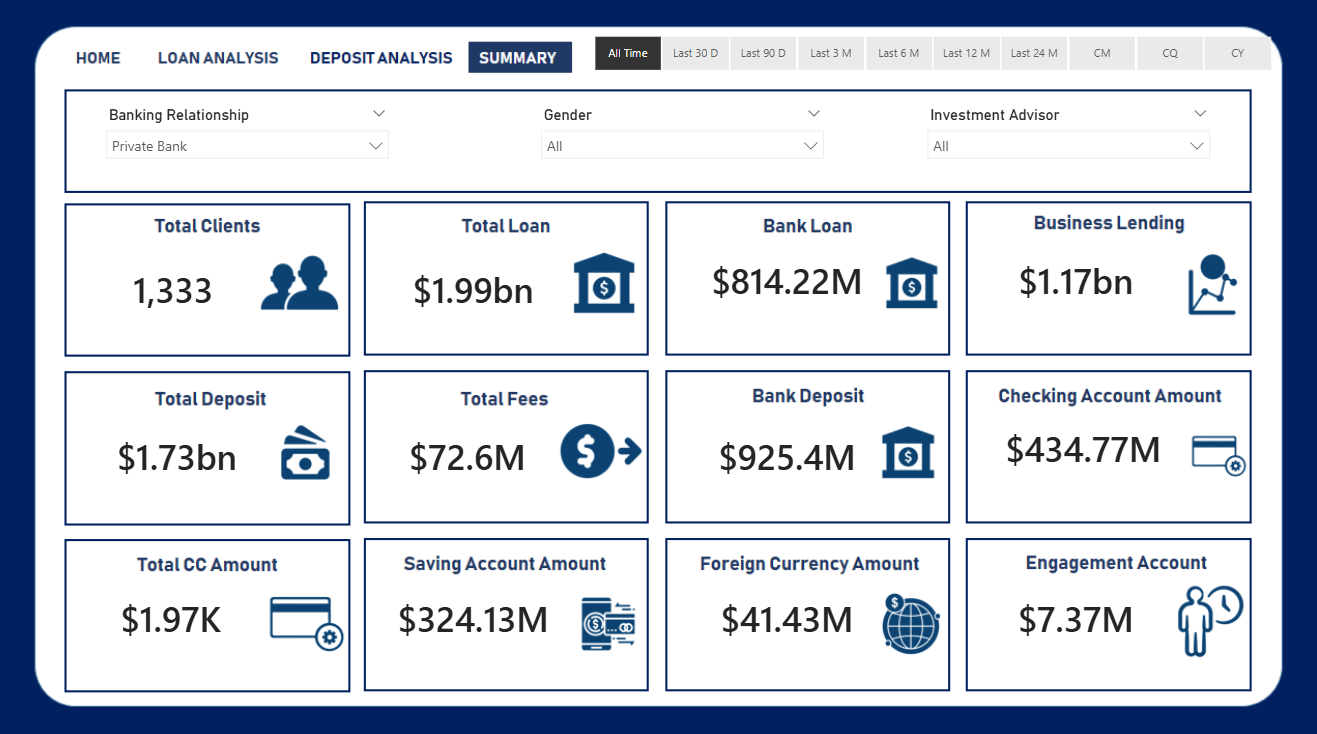 HOME LOAN ANALYSIS DEPOSIT ANALYSIS SUMMARY All Time Last 30 D Last 90 D Last 3 M Last 6 M Last 12 M Last 24 M CM CQ CY
Banking Relationship Gender Investment Advisor
Private Bank All All
Total Clients Total Loan Bank Loan Business Lending
1,333 $1.99bn $814.22M $1.17bn
Total Deposit Total Fees Bank Deposit Checking Account Amount
$1.73bn $72.6M $925.4M $434.77M
Total CC Amount Saving Account Amount Foreign Currency Amount Engagement Account
$1.97K $324.13M $41.43M $7.37M